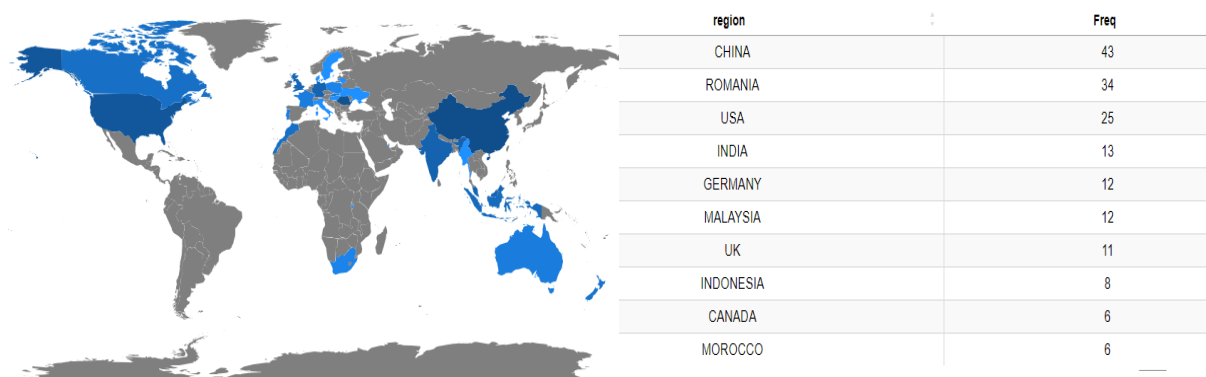 region Freq
CHINA 43
ROMANIA 34
USA 25
INDIA 13
GERMANY 12
MALAYSIA 12
UK 11
INDONESIA 8
CANADA 6
MOROCCO 6